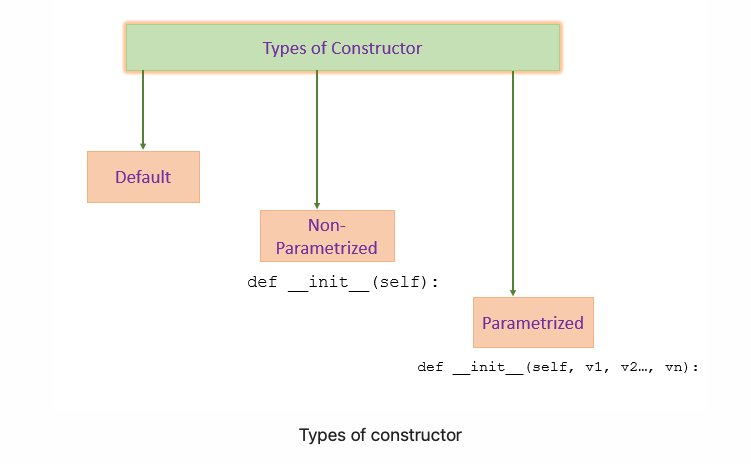 Types of Constructor
Default
Non-
Parametrized
def __init__(self):
Parametrized
def __init__(self, v1, v2…, vn):
Types of constructor